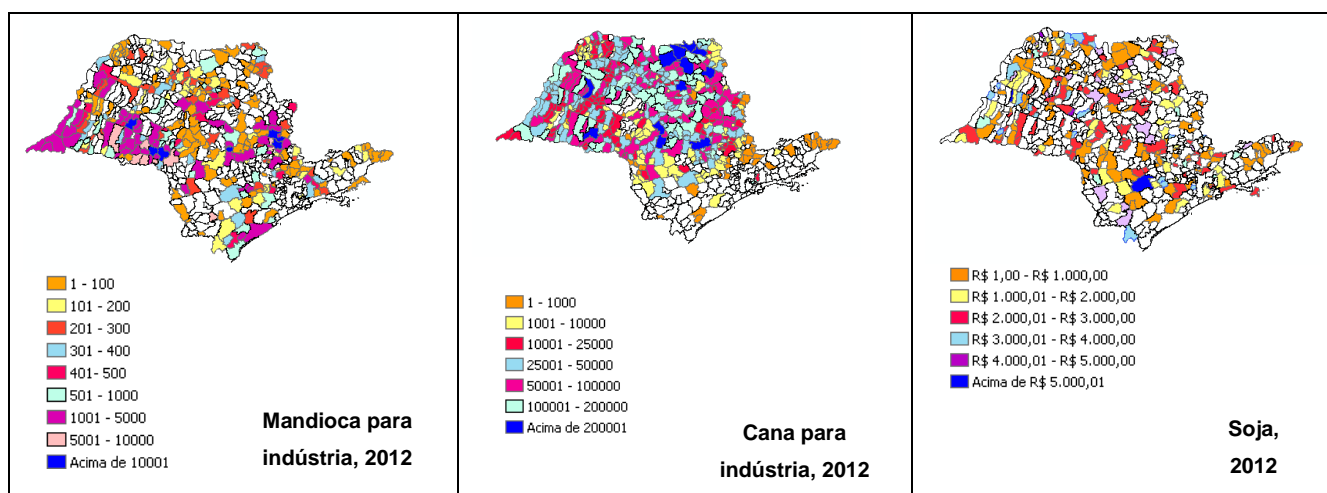 1 - 100
101 - 200
201 - 300
301 - 400
401- 500
501 - 1000
1001 - 5000
5001 - 10000
Acima de 10001
Mandioca para
indústria, 2012
1 - 1000
1001 - 10000
10001 - 25000
25001 - 50000
50001 - 100000
100001 - 200000
Acima de 200001
Cana para
indústria, 2012
R$ 1,00 - R$ 1.000,00
R$ 1.000,01 - R$ 2.000,00
R$ 2.000,01 - R$ 3.000,00
R$ 3.000,01 - R$ 4.000,00
R$ 4.000,01 - R$ 5.000,00
Acima de R$ 5.000,01
Soja,
2012